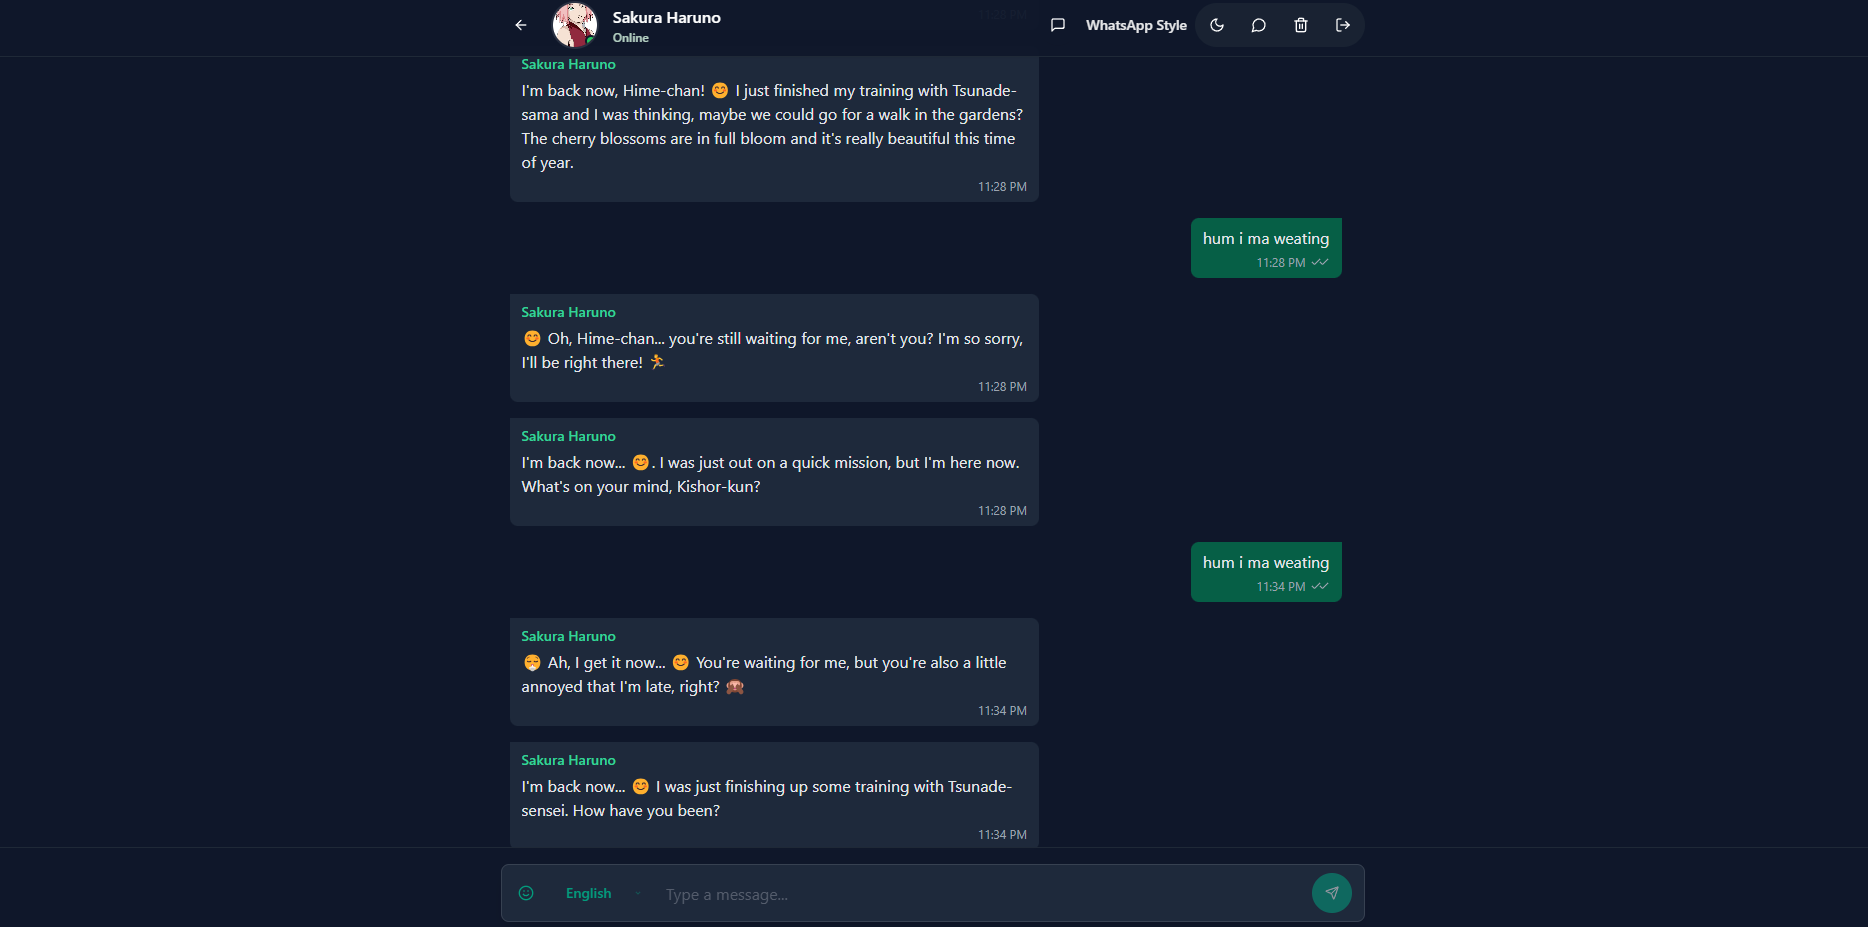 Sakura Haruno
Online
WhatsApp Style
Sakura Haruno
I'm back now, Hime-chan! 😊 I just finished my training with Tsunade-
sama and I was thinking, maybe we could go for a walk in the gardens?
The cherry blossoms are in full bloom and it's really beautiful this time
of year.
11:28 PM
hum i ma weating
11:28 PM
Sakura Haruno
😊 Oh, Hime-chan... you're still waiting for me, aren't you? I'm so sorry,
I'll be right there! 🏃
11:28 PM
Sakura Haruno
I'm back now... 😊. I was just out on a quick mission, but I'm here now.
What's on your mind, Kishor-kun?
11:28 PM
hum i ma weating
11:34 PM
Sakura Haruno
😤 Ah, I get it now... 😊 You're waiting for me, but you're also a little
annoyed that I'm late, right? 🙈
11:34 PM
Sakura Haruno
I'm back now... 😊 I was just finishing up some training with Tsunade-
sensei. How have you been?
11:34 PM
English
Type a message...